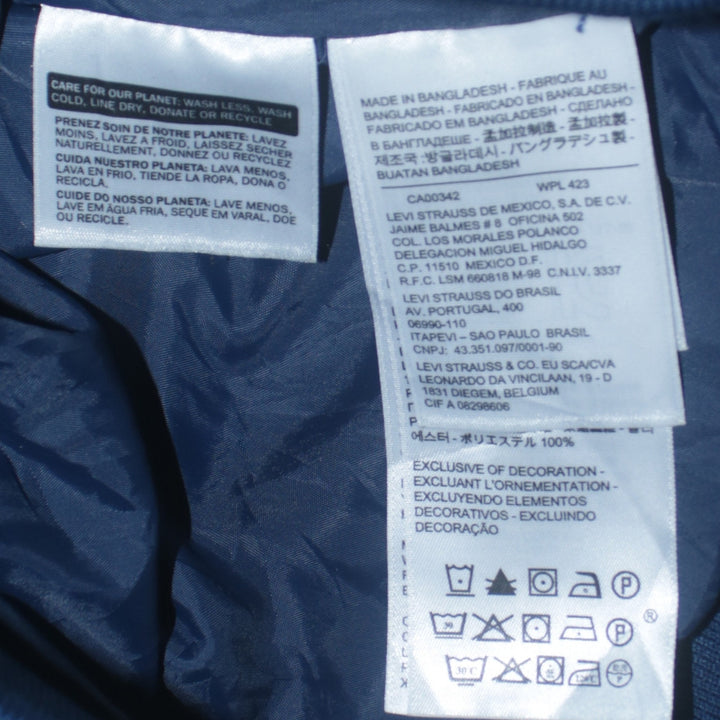 CARE FOR OUR PLANET: WASH LESS, WASH
COLD, LINE DRY, DONATE OR RECYCLE
PRENEZ SOIN DE NOTRE PLANETE: LAVEZ
MOINS, LAVEZ A FROID, LAISSEZ SECHER
NATURELLEMENT, DONNEZ OU RECYCLEZ
CUIDA NUESTRO PLANETA: LAVA MENOS,
LAVA EN FRIO, TIENDE LA ROPA, DONA O
RECICLA.
CUIDE DO NOSSO PLANETA: LAVE MENOS,
LAVE EM ÁGUA FRIA, SEQUE EM VARAL, DOE
OU RECICLE.
MADE IN BANGLADESH - FABRIQUE AU
BANGLADESH - FABRICADO EN BANGLADESH -
FABRICADO EM BANGLADESH - СДЕЛАНО
В БАНГЛАДЕШЕ - 孟加拉制造 - 孟加拉製造 -
제조국 :방글라데시 - バングラデシュ製 -
BUATAN BANGLADESH
CA00342 WPL 423
LEVI STRAUSS DE MEXICO, S.A. DE C.V.
JAIME BALMES # 8 OFICINA 502
COL. LOS MORALES POLANCO
DELEGACION MIGUEL HIDALGO
C.P. 11510 MEXICO D.F.
R.F.C. LSM 660818 M-98 C.N.I.V. 3337
LEVI STRAUSS DO BRASIL
AV. PORTUGAL, 400
06990-110
ITAPEVI – SAO PAULO BRASIL
CNPJ: 43.351.097/0001-90
LEVI STRAUSS & CO. EU SCA/CVA
LEONARDO DA VINCILAAN, 19 - D
1831 DIEGEM, BELGIUM
CIF A 08298606
에스터 - ポリエステル 100%
EXCLUSIVE OF DECORATION -
EXCLUANT L'ORNEMENTATION -
EXCLUYENDO ELEMENTOS
DECORATIVOS - EXCLUINDO
DECORAÇÃO
P
30 P ®
30°C 120°C